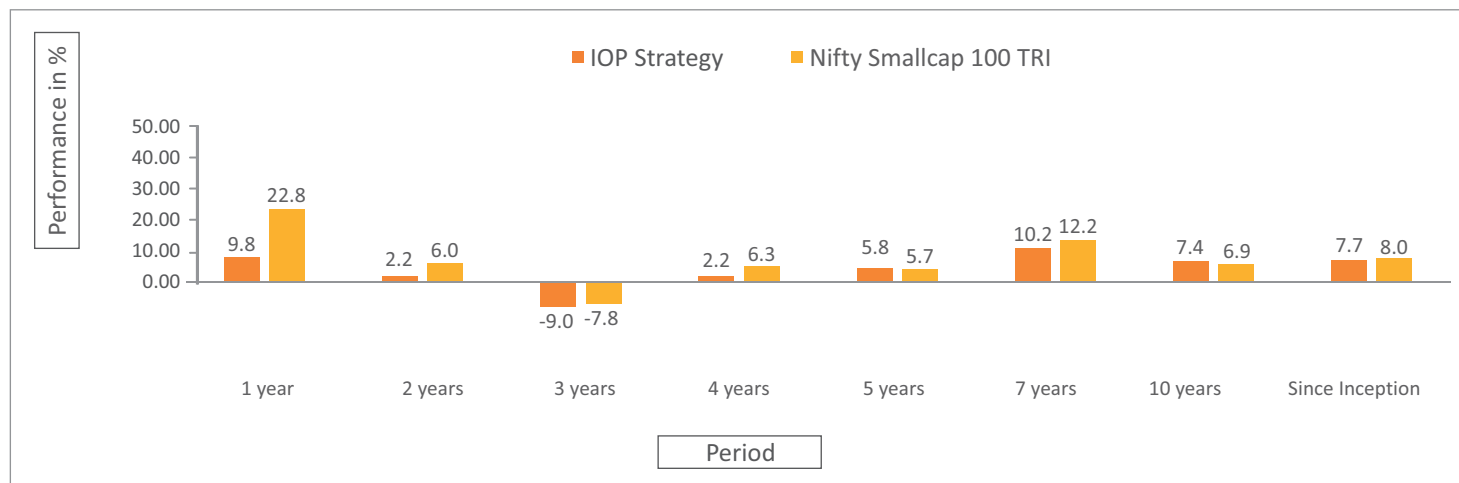 Performance in %
IOP Strategy Nifty Smallcap 100 TRI
50.00
40.00
30.00
20.00
10.00
0.00
9.8 22.8 2.2 6.0 -9.0 -7.8 2.2 6.3 5.8 5.7 10.2 12.2 7.4 6.9 7.7 8.0
1 year 2 years 3 years 4 years 5 years 7 years 10 years Since Inception
Period